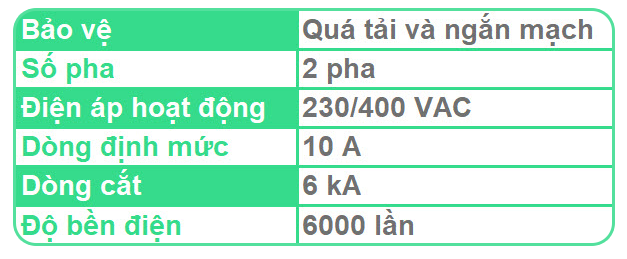 Bảo vệ Quá tải và ngắn mạch
Số pha 2 pha
Điện áp hoạt động 230/400 VAC
Dòng định mức 10 A
Dòng cắt 6 kA
Độ bền điện 6000 lần